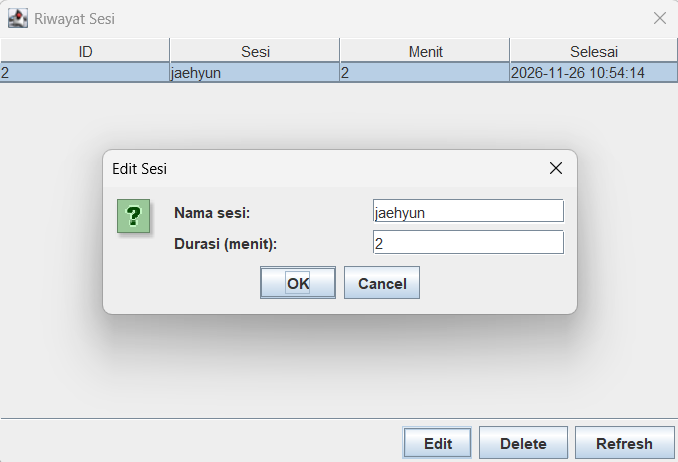 Riwayat Sesi
ID Sesi Menit Selesai
2 jaehyun 2 2026-11-26 10:54:14
Edit Sesi
? Nama sesi: jaehyun
Durasi (menit): 2
OK Cancel
Edit Delete Refresh